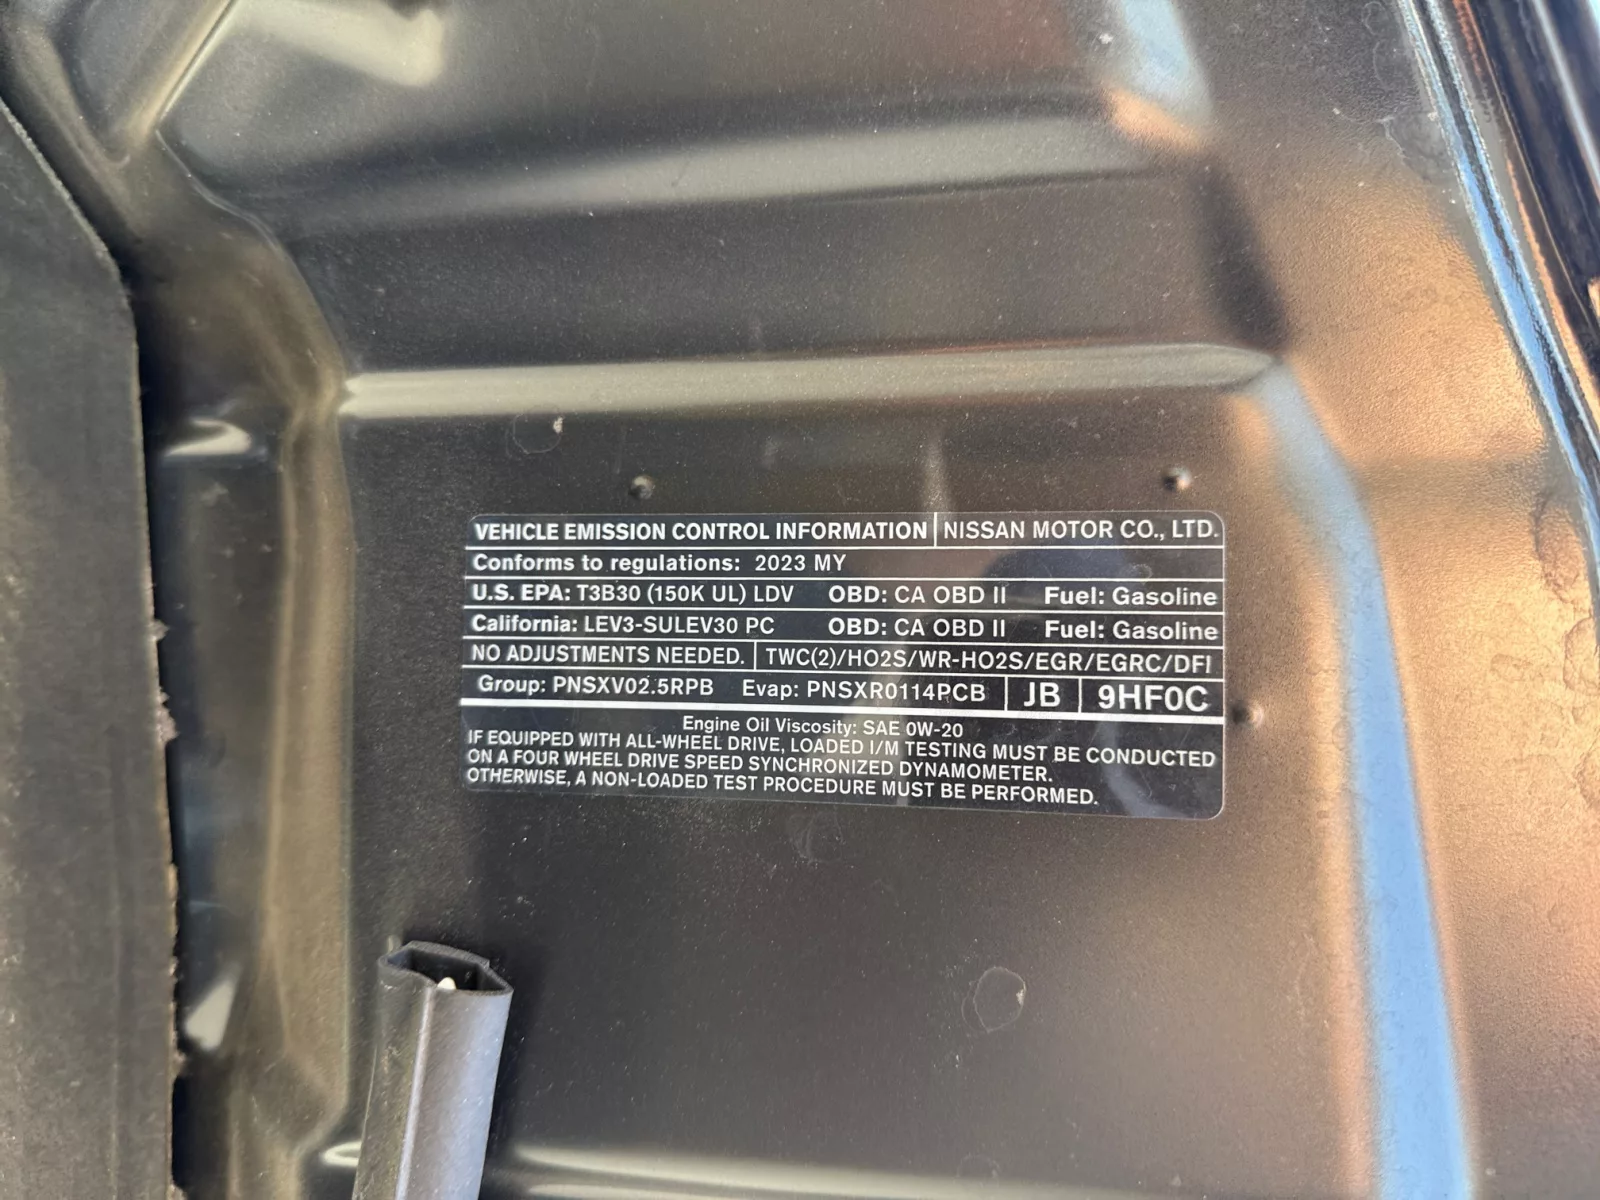 VEHICLE EMISSION CONTROL INFORMATION NISSAN MOTOR CO., LTD.
Conforms to regulations: 2023 MY
U.S. EPA: T3B30 (150K UL) LDV OBD: CA OBD II Fuel: Gasoline
California: LEV3-SULEV30 PC OBD: CA OBD II Fuel: Gasoline
NO ADJUSTMENTS NEEDED. TWC(2)/HO2S/WR-HO2S/EGR/EGRC/DFI
Group: PNSXV02.5RPB Evap: PNSXR0114PCB JB 9HF0C
Engine Oil Viscosity: SAE 0W-20
IF EQUIPPED WITH ALL-WHEEL DRIVE, LOADED I/M TESTING MUST BE CONDUCTED
ON A FOUR WHEEL DRIVE SPEED SYNCHRONIZED DYNAMOMETER.
OTHERWISE, A NON-LOADED TEST PROCEDURE MUST BE PERFORMED.